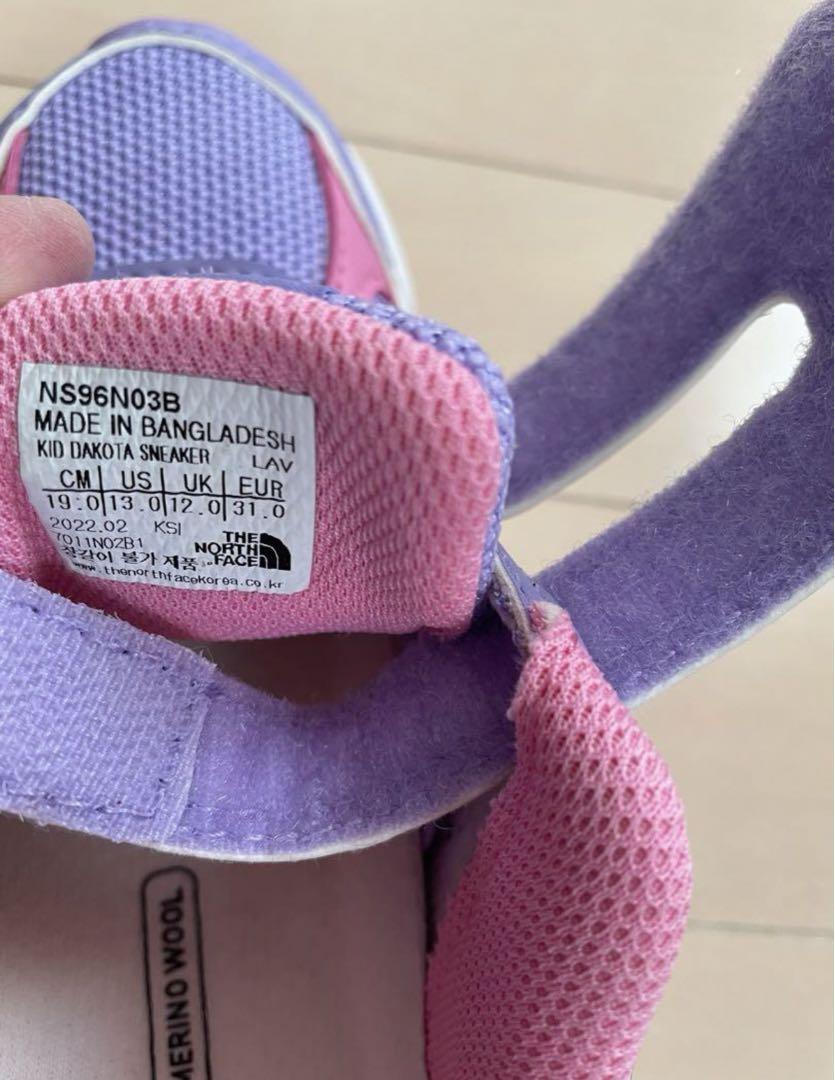 NS96N03B
MADE IN BANGLADESH
KID DAKOTA SNEAKER LAV
CM US UK EUR
19.0 13.0 12.0 31.0
2022.02 KSI
7011N02B1
창갈이 불가 제품
THE
NORTH
FACE
www.thenorthfacekorea.co.kr
MERINO WOOL